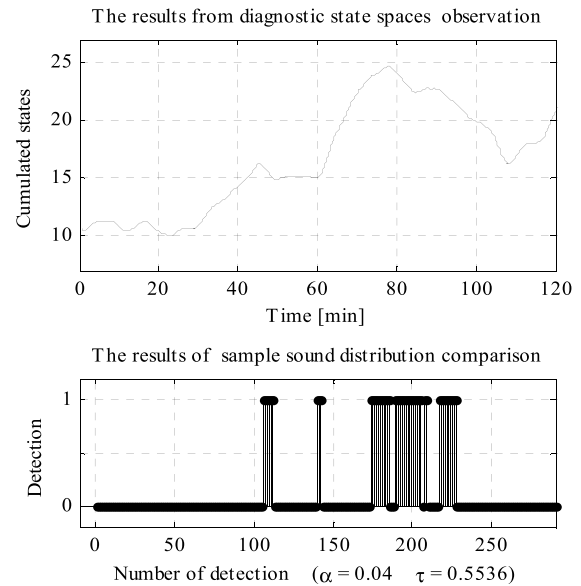 The results from diagnostic state spaces observation
25
20
15
10
Cumulated states
0 20 40 60 80 100 120
Time [min]
The results of sample sound distribution comparison
1
0
Detection
0 50 100 150 200 250
Number of detection (α = 0.04 τ = 0.5536)